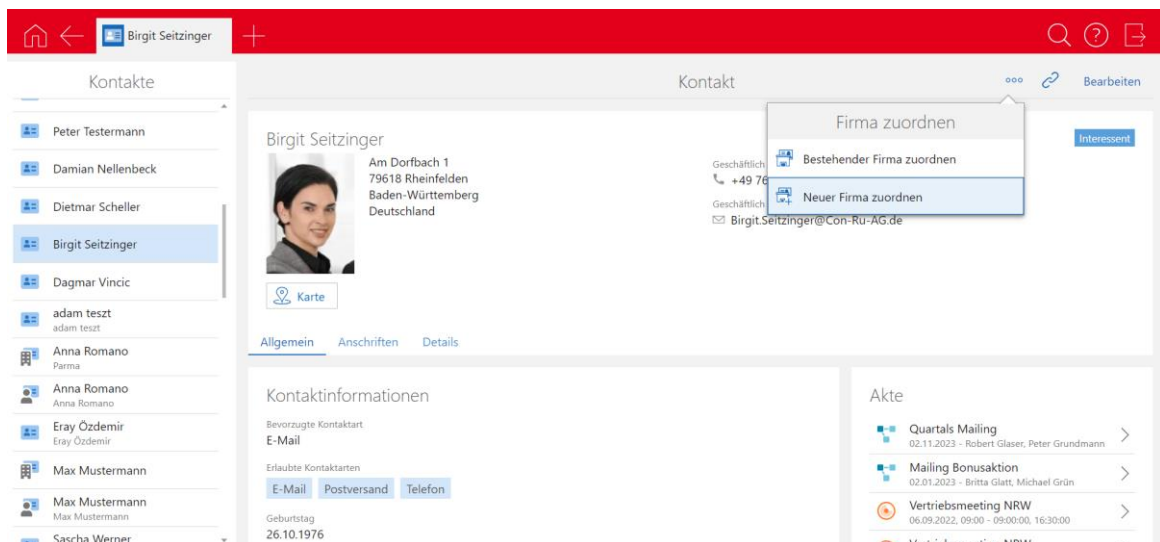 Birgit Seitzinger
Kontakte
Kontakt
Bearbeiten
Peter Testermann
Damian Nellenbeck
Dietmar Scheller
Birgit Seitzinger
Dagmar Vincic
adam teszt
adam teszt
Anna Romano
Parma
Anna Romano
Anna Romano
Eray Özdemir
Eray Özdemir
Max Mustermann
Max Mustermann
Max Mustermann
Sascha Werner
Firma zuordnen
Bestehender Firma zuordnen
Neuer Firma zuordnen
Birgit Seitzinger
Interessent
Am Dorfbach 1
79618 Rheinfelden
Baden-Württemberg
Deutschland
Geschäftlich
+49 76
Geschäftlich
Birgit.Seitzinger@Con-Ru-AG.de
Karte
Allgemein Anschriften Details
Kontaktinformationen
Bevorzugte Kontaktart
E-Mail
Erlaubte Kontaktarten
E-Mail Postversand Telefon
Geburtstag
26.10.1976
Akte
Quartals Mailing
02.11.2023 - Robert Glaser, Peter Grundmann
Mailing Bonusaktion
02.01.2023 - Britta Glatt, Michael Grün
Vertriebsmeeting NRW
06.09.2022, 09:00 - 09:00:00, 16:30:00
Vertriebsmeeting NRW